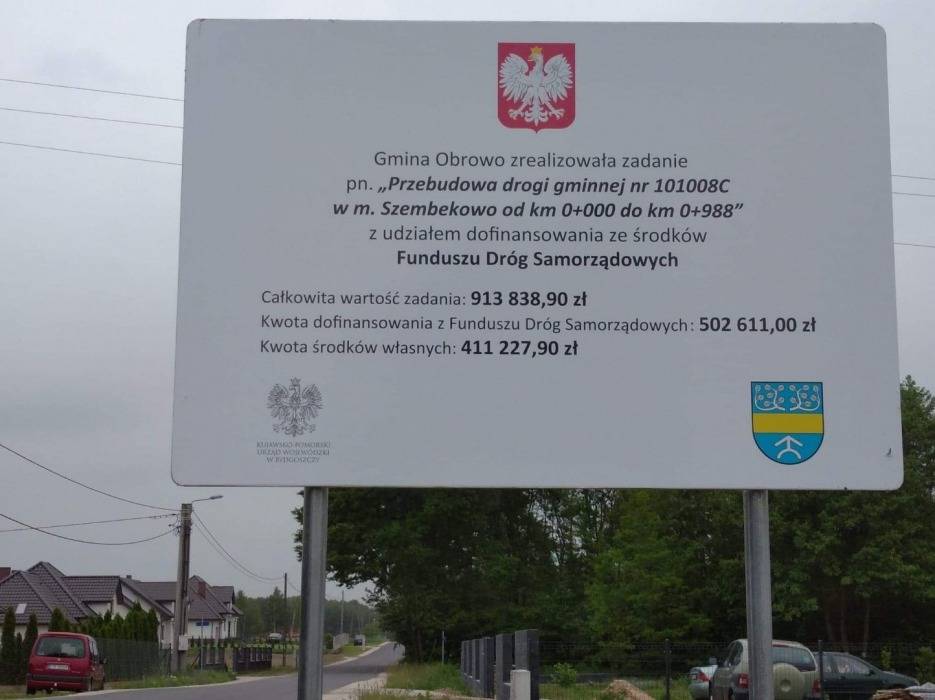 Gmina Obrowo zrealizowała zadanie
pn. „Przebudowa drogi gminnej nr 101008C
w m. Szembekowo od km 0+000 do km 0+988”
z udziałem dofinansowania ze środków
Funduszu Dróg Samorządowych
Całkowita wartość zadania: 913 838,90 zł
Kwota dofinansowania z Funduszu Dróg Samorządowych: 502 611,00 zł
Kwota środków własnych: 411 227,90 zł
KUJAWSKO-POMORSKI
URZĄD WOJEWÓDZKI
W BYDGOSZCZY